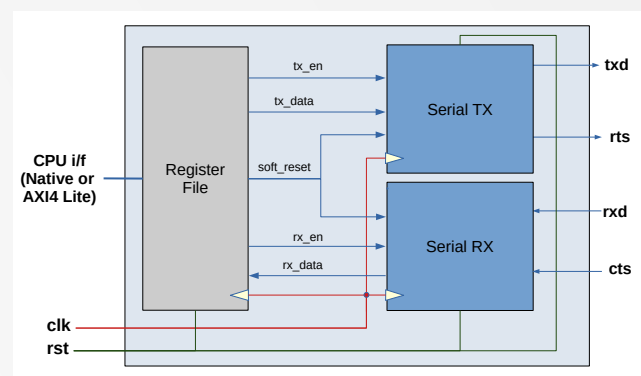 CPU i/f
(Native or
AXI4 Lite)
clk
rst
Register
File
tx_en
tx_data
soft_reset
rx_en
rx_data
Serial TX
Serial RX
txd
rts
rxd
cts